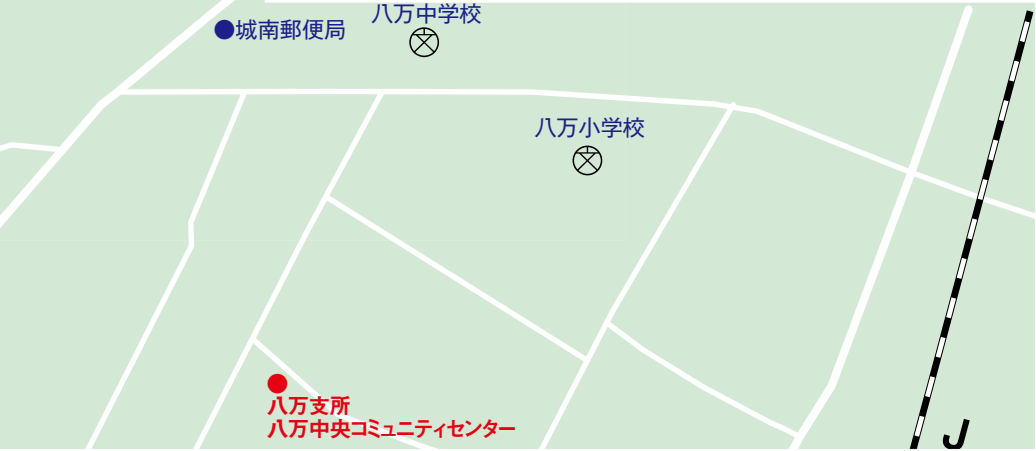 八万中学校
城南郵便局
八万小学校
八万支所
八万中央コミュニティセンター
J